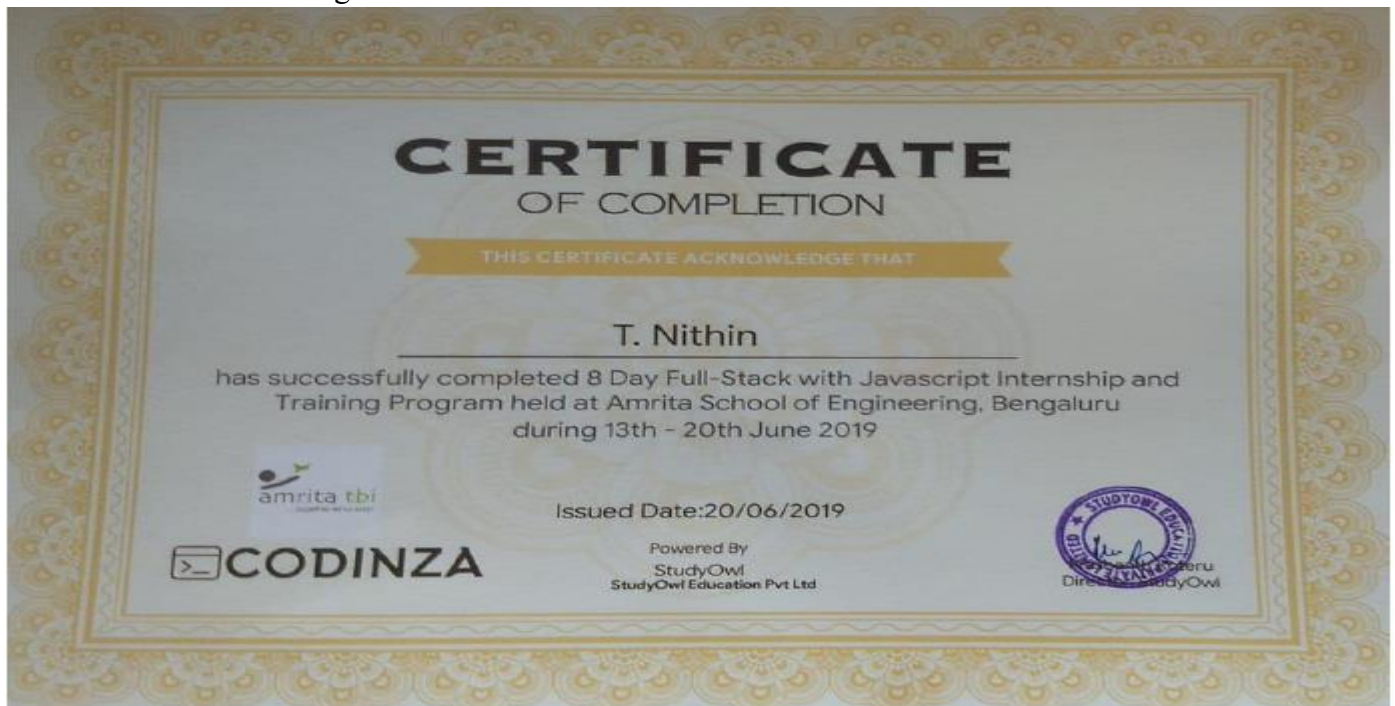 CERTIFICATE
OF COMPLETION
THIS CERTIFICATE ACKNOWLEDGE THAT
T. Nithin
has successfully completed 8 Day Full-Stack with Javascript Internship and
Training Program held at Amrita School of Engineering, Bengaluru
during 13th - 20th June 2019
amrita tbi
Issued Date:20/06/2019
CODINZA
Powered By
StudyOwl
StudyOwl Education Pvt Ltd
STUDYOWL